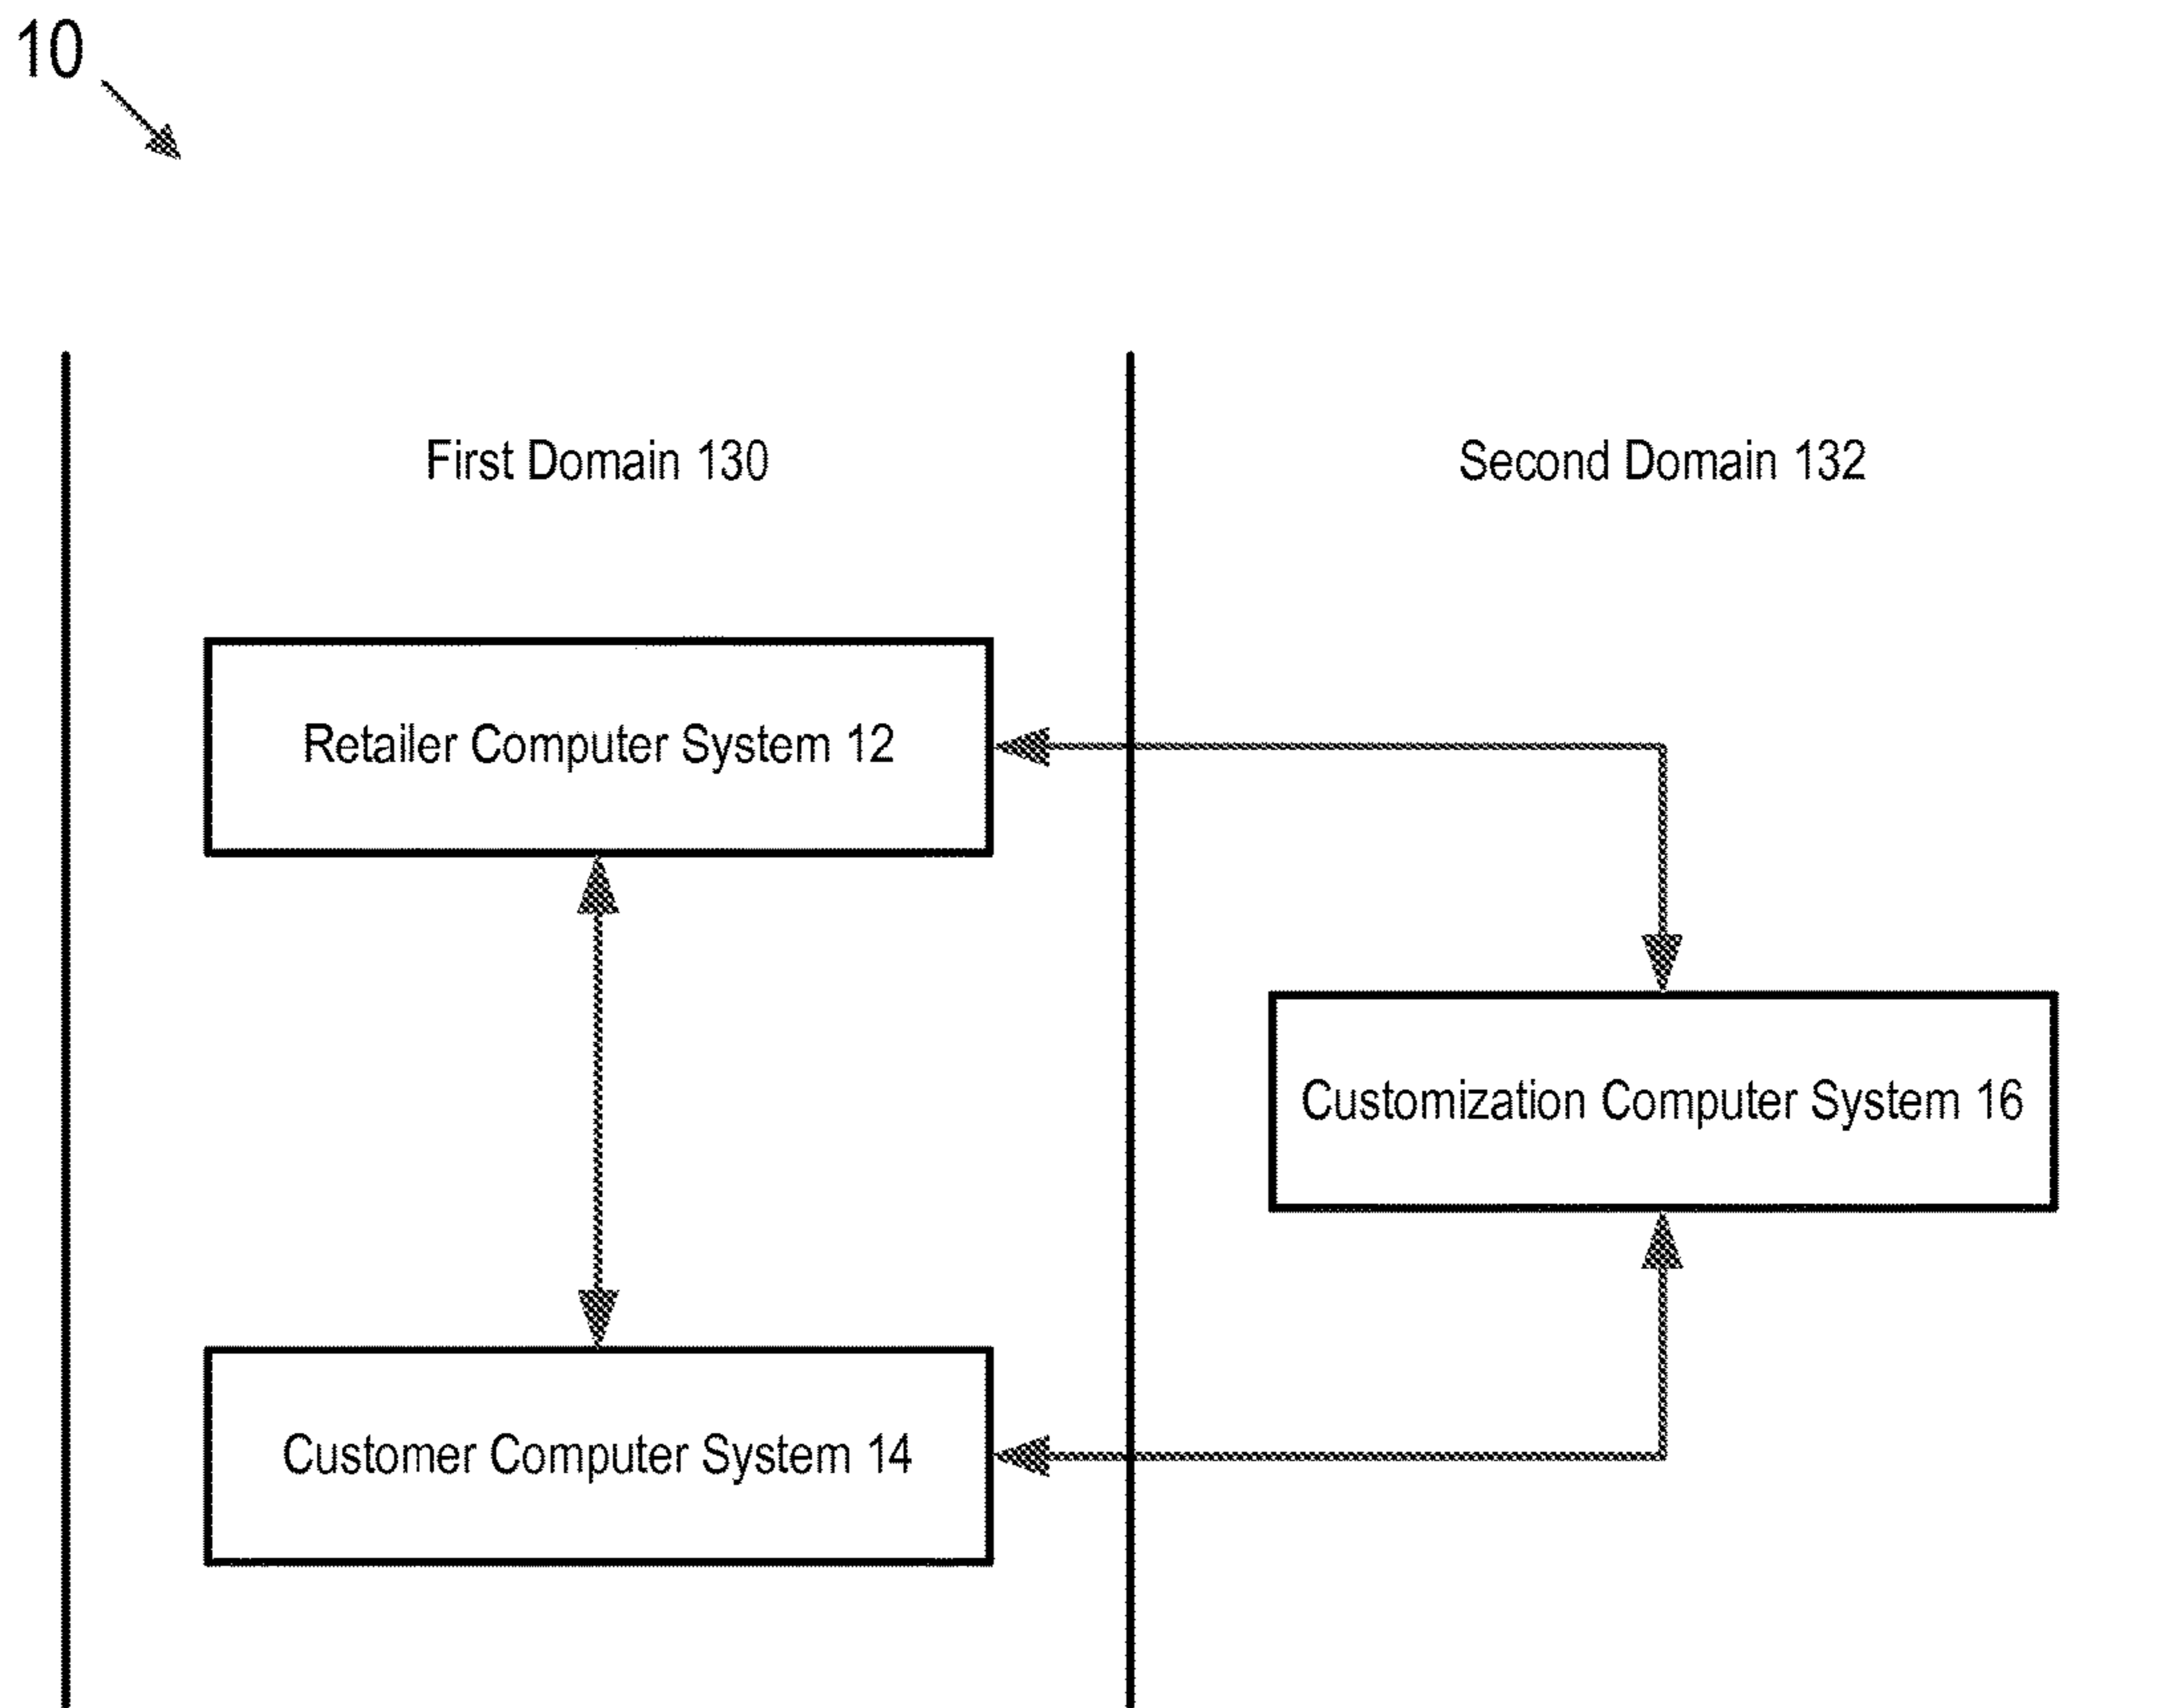 10
First Domain 130
Second Domain 132
Retailer Computer System 12
Customization Computer System 16
Customer Computer System 14